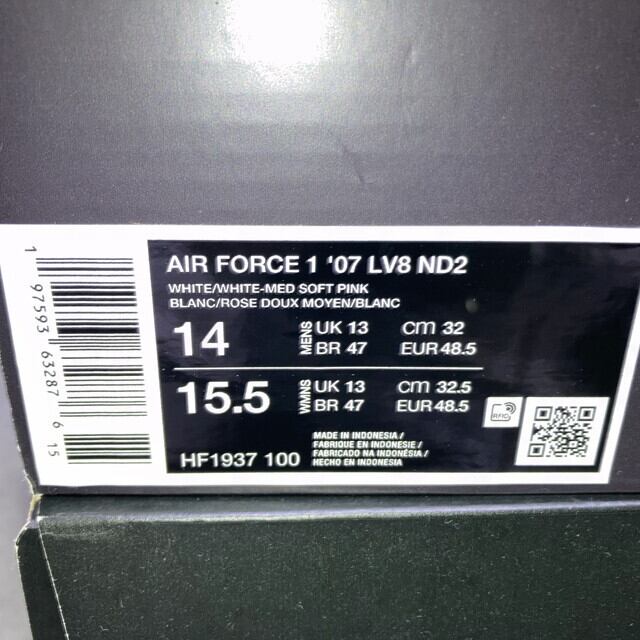 AIR FORCE 1 '07 LV8 ND2
WHITE/WHITE-MED SOFT PINK
BLANC/ROSE DOUX MOYEN/BLANC
14 MENS UK 13 cm 32
BR 47 EUR 48.5
15.5 WMNS UK 13 cm 32.5
BR 47 EUR 48.5
RFID
HF1937 100
MADE IN INDONESIA /
FABRIQUE EN INDONESIE /
FABRICADO NA INDONÉSIA /
HECHO EN INDONESIA
1 97593 63287 6 15